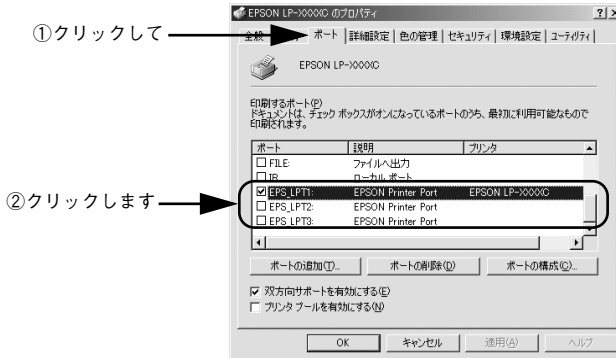 EPSON LP-XXXXC のプロパティ
①クリックして
全般
ポート
詳細設定
色の管理
セキュリティ
環境設定
ユーティリティ
EPSON LP-XXXXC
印刷するポート(P)
ドキュメントは、チェック ボックスがオンになっているポートのうち、最初に利用可能なもので
印刷されます。
ポート 説明 プリンタ
FILE: ファイルへ出力
IR ローカル ポート
②クリックします
EPS_LPT1: EPSON Printer Port EPSON LP-XXXXC
EPS_LPT2: EPSON Printer Port
EPS_LPT3: EPSON Printer Port
ポートの追加(T)... ポートの削除(D) ポートの構成(C)...
双方向サポートを有効にする(E)
プリンタ プールを有効にする(N)
OK キャンセル 適用(A) ヘルプ